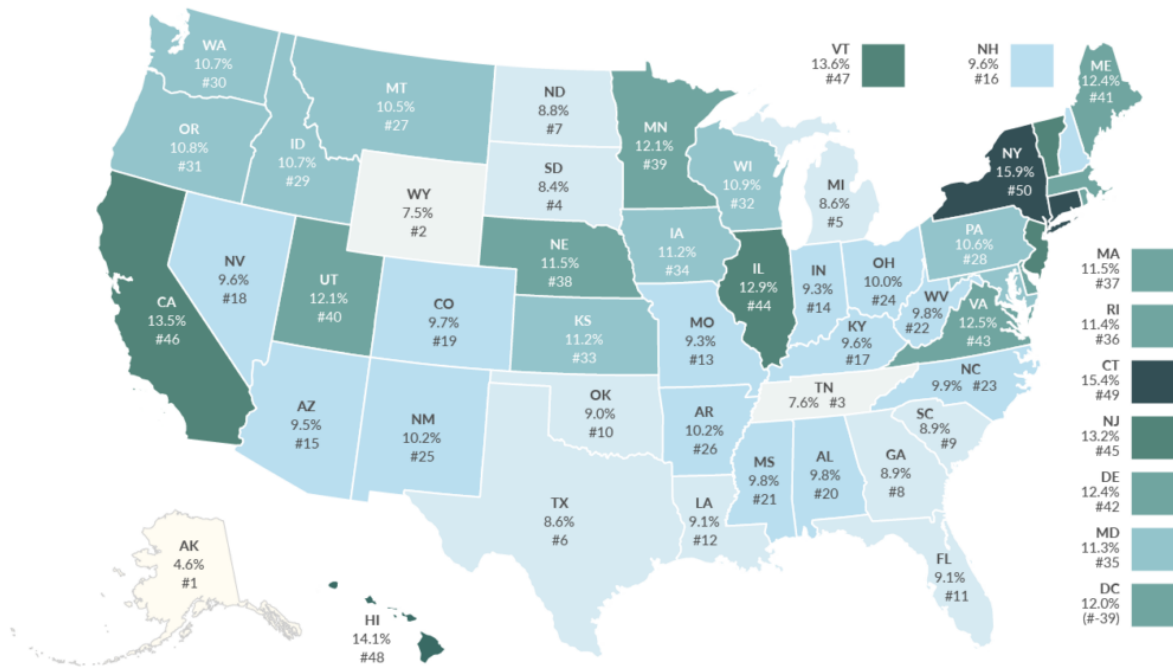 WA
10.7%
#30
MT
10.5%
#27
ND
8.8%
#7
MN
12.1%
#39
VT
13.6%
#47
NH
9.6%
#16
ME
12.4%
#41
OR
10.8%
#31
ID
10.7%
#29
WY
7.5%
#2
SD
8.4%
#4
WI
10.9%
#32
MI
8.6%
#5
NY
15.9%
#50
NV
9.6%
#18
UT
12.1%
#40
CO
9.7%
#19
NE
11.5%
#38
IA
11.2%
#34
IL
12.9%
#44
IN
9.3%
#14
OH
10.0%
#24
PA
10.6%
#28
CA
13.5%
#46
KS
11.2%
#33
MO
9.3%
#13
KY
9.6%
#17
WV
9.8%
#22
VA
12.5%
#43
MA
11.5%
#37
RI
11.4%
#36
CT
15.4%
#49
NJ
13.2%
#45
DE
12.4%
#42
MD
11.3%
#35
DC
12.0%
(#-39)
AZ
9.5%
#15
NM
10.2%
#25
OK
9.0%
#10
AR
10.2%
#26
TN
7.6% #3
NC
9.9% #23
SC
8.9%
#9
TX
8.6%
#6
LA
9.1%
#12
MS
9.8%
#21
AL
9.8%
#20
GA
8.9%
#8
FL
9.1%
#11
AK
4.6%
#1
HI
14.1%
#48